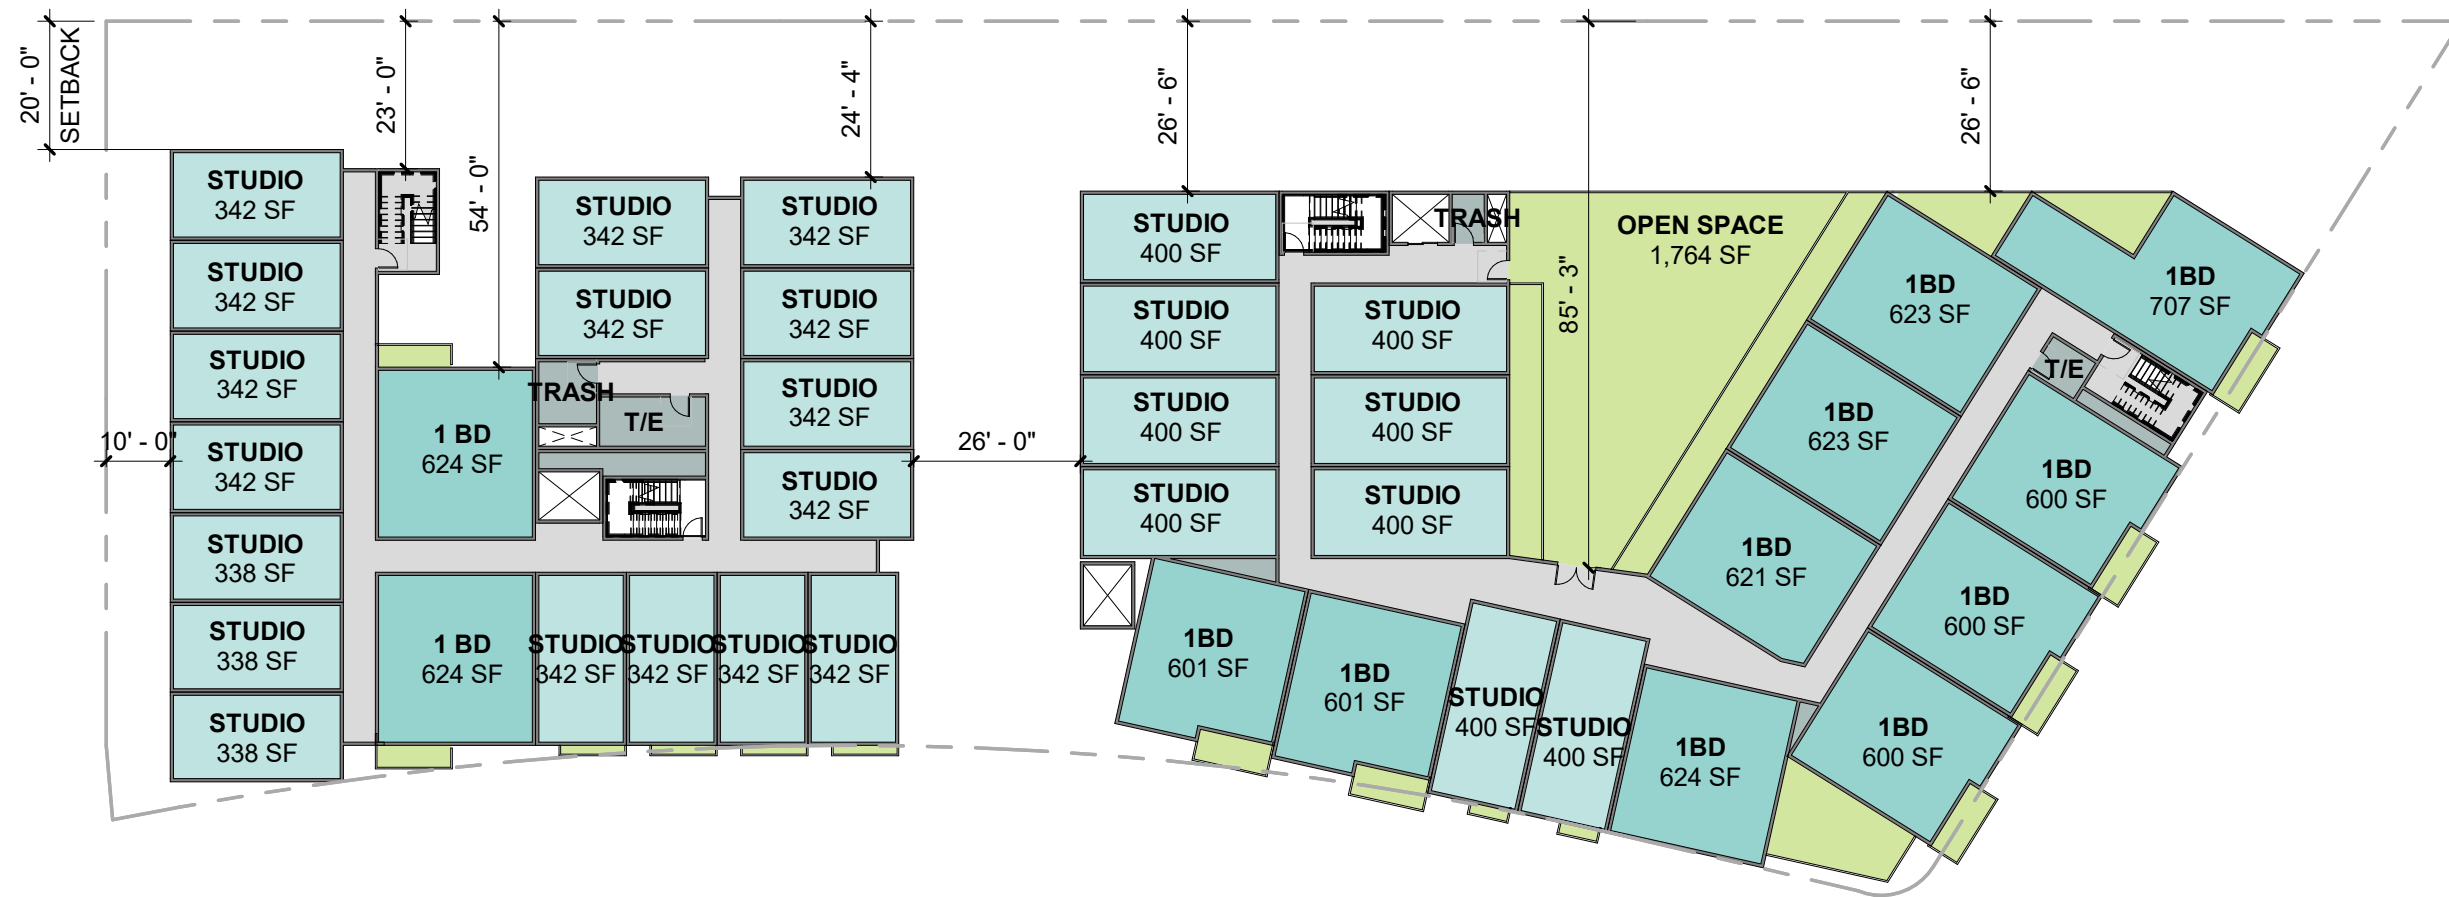 20' - 0"
SETBACK
23' - 0"
54' - 0"
24' - 4"
26' - 6"
85' - 3"
26' - 6"
10' - 0"
26' - 0"
STUDIO
342 SF
STUDIO
342 SF
STUDIO
342 SF
STUDIO
342 SF
STUDIO
338 SF
STUDIO
338 SF
STUDIO
338 SF
1 BD
624 SF
1 BD
624 SF
STUDIO
342 SF
STUDIO
342 SF
TRASH
T/E
STUDIO
342 SF
STUDIO
342 SF
STUDIO
342 SF
STUDIO
342 SF
STUDIO
342 SF
STUDIO
342 SF
STUDIO
342 SF
STUDIO
342 SF
STUDIO
400 SF
STUDIO
400 SF
STUDIO
400 SF
STUDIO
400 SF
TRASH
STUDIO
400 SF
STUDIO
400 SF
STUDIO
400 SF
OPEN SPACE
1,764 SF
1BD
601 SF
1BD
601 SF
STUDIO
400 SF
STUDIO
400 SF
1BD
624 SF
1BD
623 SF
1BD
623 SF
1BD
621 SF
1BD
707 SF
T/E
1BD
600 SF
1BD
600 SF
1BD
600 SF